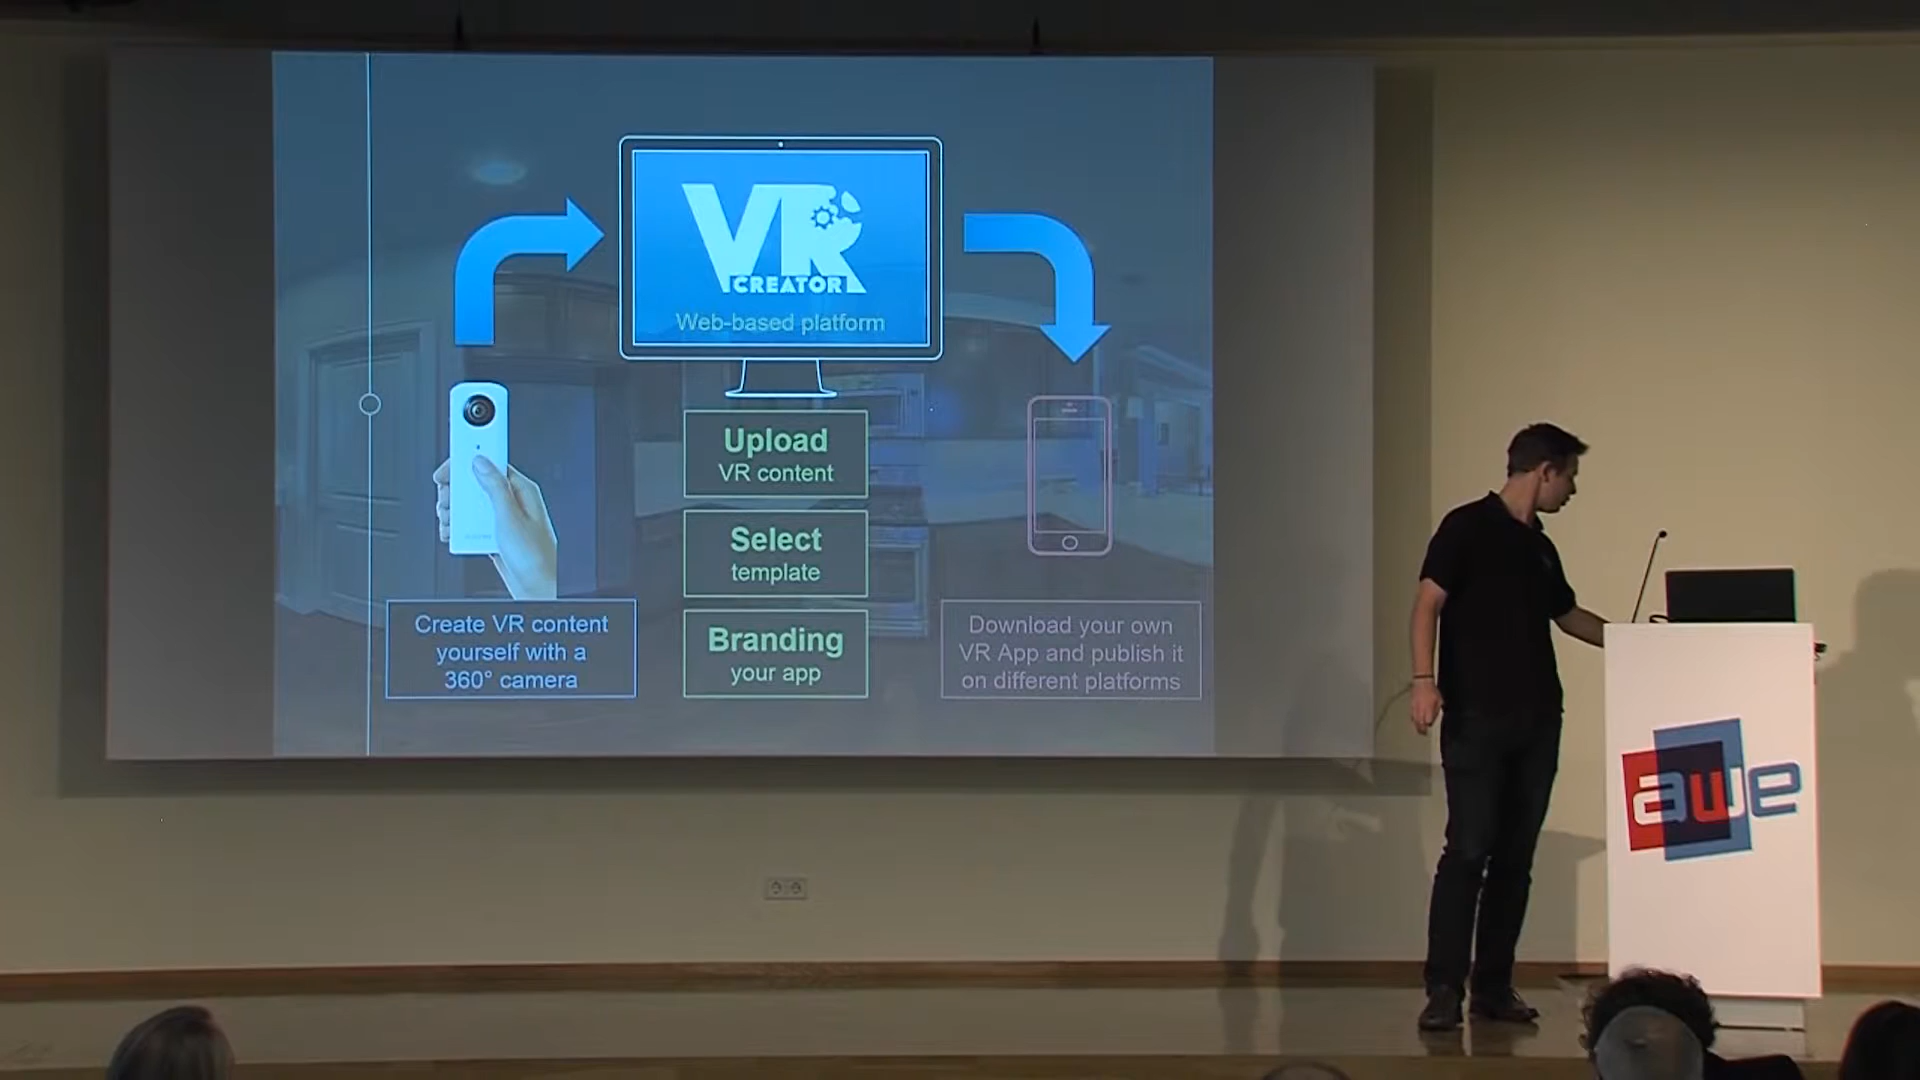 VR
CREATOR
Web-based platform
Upload
VR content
Select
template
Branding
your app
Create VR content
yourself with a
360° camera
Download your own
VR App and publish it
on different platforms
awe